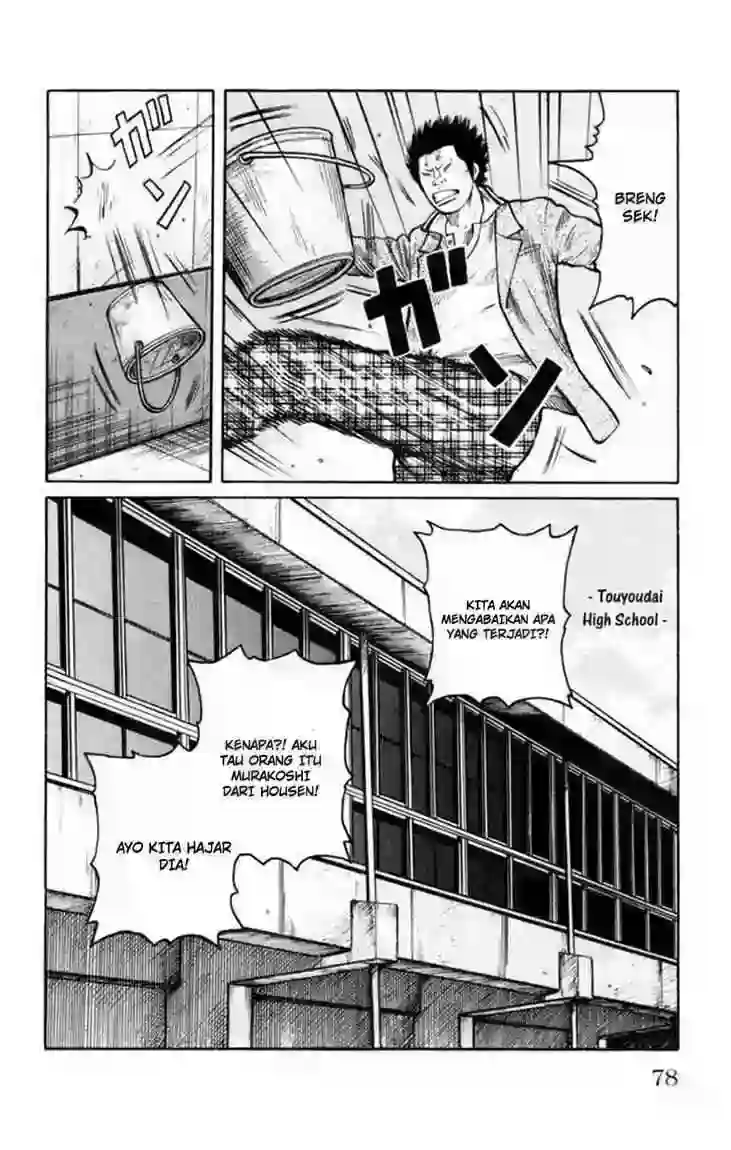 BRENG
SEK!
ガン
ガン
- Touyoudai
High School -
KITA AKAN
MENGABAIKAN APA
YANG TERJADI?!
KENAPA?! AKU
TAU ORANG ITU
MURAKOSHI
DARI HOUSEN!
AYO KITA HAJAR
DIA!
78